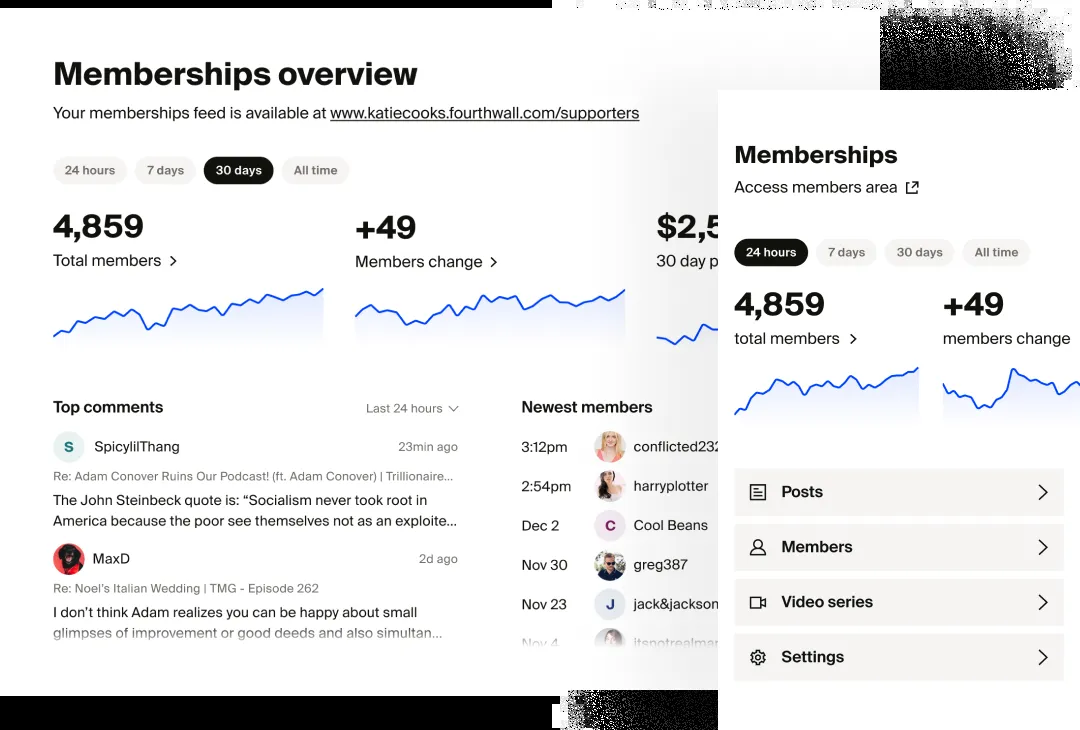 Memberships overview
Your memberships feed is available at www.katiecooks.fourthwall.com/supporters
24 hours
7 days
30 days
All time
4,859
Total members
+49
Members change
$2,5
30 day p
Top comments
Last 24 hours
S
SpicylilThang
23min ago
Re: Adam Conover Ruins Our Podcast! (ft. Adam Conover) | Trillionaire...
The John Steinbeck quote is: “Socialism never took root in
America because the poor see themselves not as an exploite...
MaxD
2d ago
Re: Noel’s Italian Wedding | TMG - Episode 262
I don’t think Adam realizes you can be happy about small
glimpses of improvement or good deeds and also simultan...
Newest members
3:12pm
conflicted232
2:54pm
harryplotter
Dec 2
C
Cool Beans
Nov 30
greg387
Nov 23
J
jack&jackson
Nov 4
itsnotrealmar
Memberships
Access members area
24 hours
7 days
30 days
All time
4,859
total members
+49
members change
Posts
Members
Video series
Settings